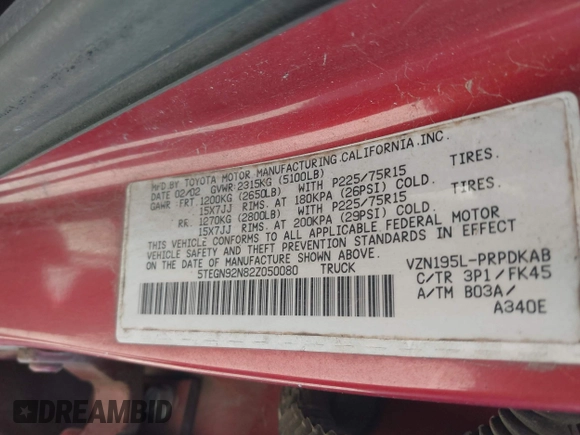 MFD.BY TOYOTA MOTOR MANUFACTURING.CALIFORNIA.INC.
DATE 02/02 GVWR 2315KG (5100LB)
GAWR FRT. 1200KG (2650LB) WITH P225/75R15 TIRES.
15X7JJ RIMS. AT 180KPA (26PSI) COLD.
RR. 1270KG (2800LB) WITH P225/75R15 TIRES.
15X7JJ RIMS. AT 200KPA (29PSI) COLD.
THIS VEHICLE CONFORMS TO ALL APPLICABLE FEDERAL MOTOR
VEHICLE SAFETY AND THEFT PREVENTION STANDARDS IN EFFECT
ON THE DATE OF MANUFACTURE SHOWN ABOVE.
5TEGN92N82Z050080 TRUCK
VZN195L-PRPDKAB
C/TR 3P1/FK45
A/TM B03A/
A340E
DREAMBID